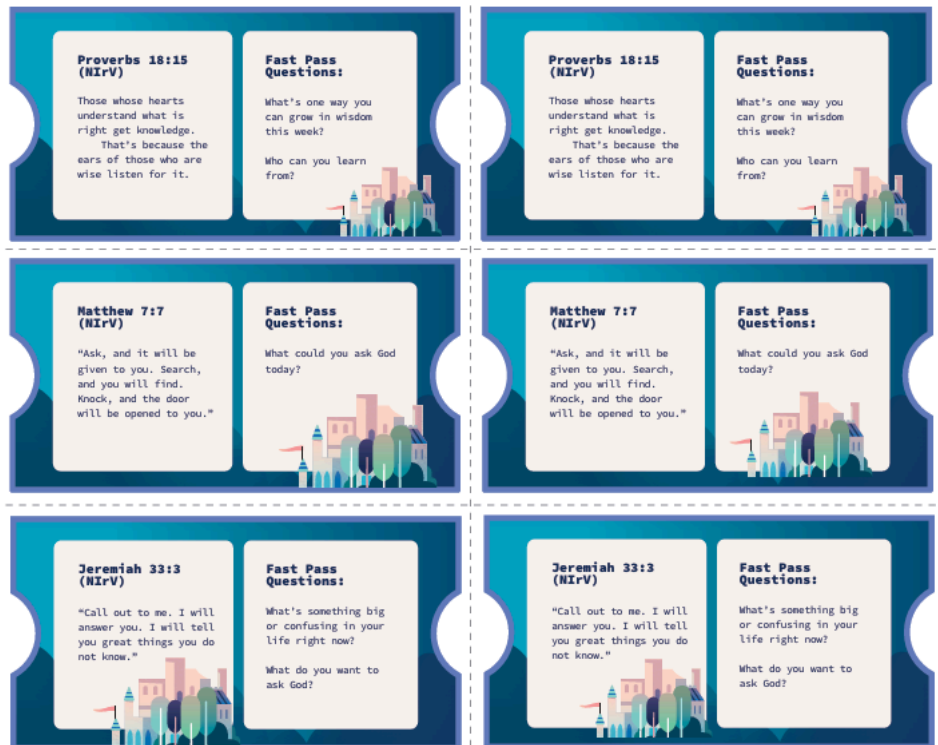 Proverbs 18:15
(NIrV)
Those whose hearts
understand what is
right get knowledge.
That's because the
ears of those who are
wise listen for it.
Fast Pass
Questions:
What's one way you
can grow in wisdom
this week?
Who can you learn
from?
Proverbs 18:15
(NIrV)
Those whose hearts
understand what is
right get knowledge.
That's because the
ears of those who are
wise listen for it.
Fast Pass
Questions:
What's one way you
can grow in wisdom
this week?
Who can you learn
from?
Matthew 7:7
(NIrV)
“Ask, and it will be
given to you. Search,
and you will find.
Knock, and the door
will be opened to you.”
Fast Pass
Questions:
What could you ask God
today?
Matthew 7:7
(NIrV)
“Ask, and it will be
given to you. Search,
and you will find.
Knock, and the door
will be opened to you.”
Fast Pass
Questions:
What could you ask God
today?
Jeremiah 33:3
(NIrV)
“Call out to me. I will
answer you. I will tell
you great things you do
not know.”
Fast Pass
Questions:
What's something big
or confusing in your
life right now?
What do you want to
ask God?
Jeremiah 33:3
(NIrV)
“Call out to me. I will
answer you. I will tell
you great things you do
not know.”
Fast Pass
Questions:
What's something big
or confusing in your
life right now?
What do you want to
ask God?